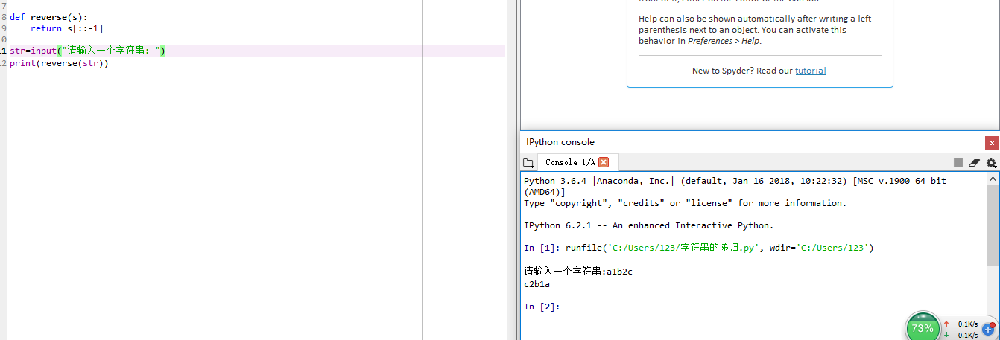 7
8 def reverse(s):
9     return s[::-1]
10
11 str=input("请输入一个字符串: ")
12 print(reverse(str))
front of it, either on the Editor or the Console.
Help can also be shown automatically after writing a left
parenthesis next to an object. You can activate this
behavior in Preferences > Help.
New to Spyder? Read our tutorial
IPython console
Console 1/A
Python 3.6.4 |Anaconda, Inc.| (default, Jan 16 2018, 10:22:32) [MSC v.1900 64 bit
(AMD64)]
Type "copyright", "credits" or "license" for more information.
IPython 6.2.1 -- An enhanced Interactive Python.
In [1]: runfile('C:/Users/123/字符串的递归.py', wdir='C:/Users/123')
请输入一个字符串:a1b2c
c2b1a
In [2]:
73%
0.1K/s
0.1K/s